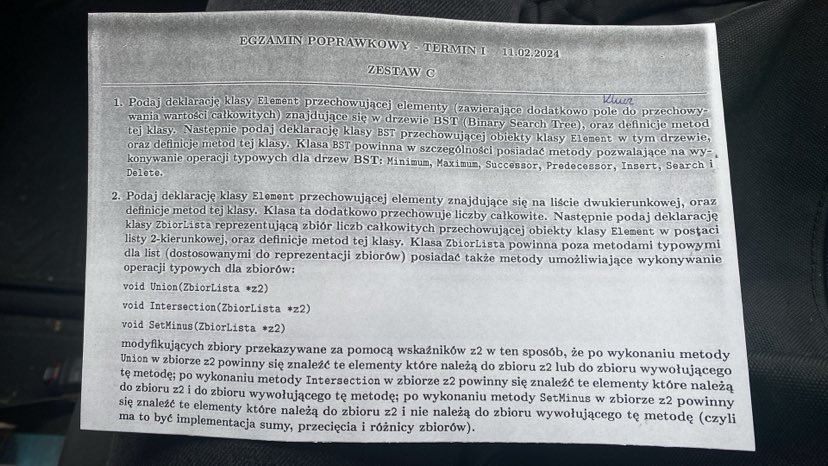 EGZAMIN POPRAWKOWY - TERMIN I 11.02.2024
ZESTAW C
klucz
1. Podaj deklarację klasy Element przechowującej elementy (zawierające dodatkowo pole do przechowy-
wania wartości całkowitych) znajdujące się w drzewie BST (Binary Search Tree), oraz definicje metod
tej klasy. Następnie podaj deklarację klasy BST przechowującej obiekty klasy Element w tym drzewie,
oraz definicje metod tej klasy. Klasa BST powinna w szczególności posiadać metody pozwalające na wy-
konywanie operacji typowych dla drzew BST: Minimum, Maximum, Successor, Predecessor, Insert, Search i
Delete.
2. Podaj deklarację klasy Element przechowującej elementy znajdujące się na liście dwukierunkowej, oraz
definicje metod tej klasy. Klasa ta dodatkowo przechowuje liczby całkowite. Następnie podaj deklarację
klasy ZbiorLista reprezentującą zbiór liczb całkowitych przechowującej obiekty klasy Element w postaci
listy 2-kierunkowej, oraz definicje metod tej klasy. Klasa ZbiorLista powinna poza metodami typowymi
dla list (dostosowanymi do reprezentacji zbiorów) posiadać także metody umożliwiające wykonywanie
operacji typowych dla zbiorów:
void Union(ZbiorLista *z2)
void Intersection(ZbiorLista *z2)
void SetMinus(ZbiorLista *z2)
modyfikujących zbiory przekazywane za pomocą wskaźników z2 w ten sposób, że po wykonaniu metody
Union w zbiorze z2 powinny się znaleźć te elementy które należą do zbioru z2 lub do zbioru wywołującego
tę metodę; po wykonaniu metody Intersection w zbiorze z2 powinny się znaleźć te elementy które należą
do zbioru z2 i do zbioru wywołującego tę metodę; po wykonaniu metody SetMinus w zbiorze z2 powinny
się znaleźć te elementy które należą do zbioru z2 i nie należą do zbioru wywołującego tę metodę (czyli
ma to być implementacja sumy, przecięcia i różnicy zbiorów).